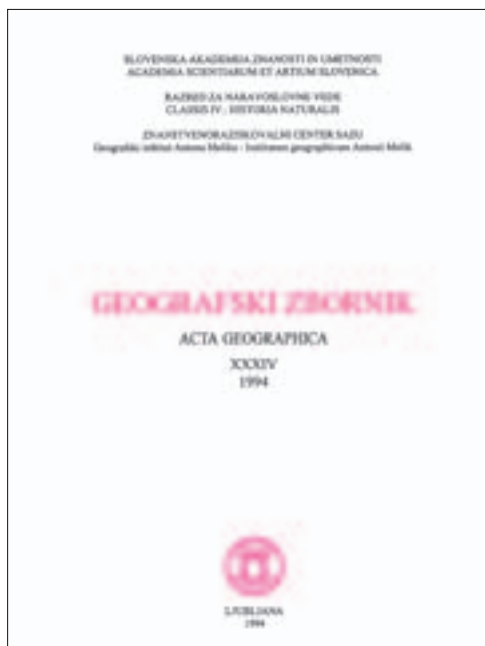 SLOVENSKA AKADEMIJA ZNANOSTI IN UMETNOSTI
ACADEMIA SCIENTIARUM ET ARTIUM SLOVENICA
RAZRED ZA NARAVOSLOVNE VEDE
CLASSIS IV: HISTORIA NATURALIS
ZNANSTVENORAZISKOVALNI CENTER SAZU
Geografski inštitut Antona Melika - Institutum geographicum Antonii Melik
GEOGRAFSKI ZBORNIK
ACTA GEOGRAPHICA
XXXIV
1994
LJUBLJANA
1994